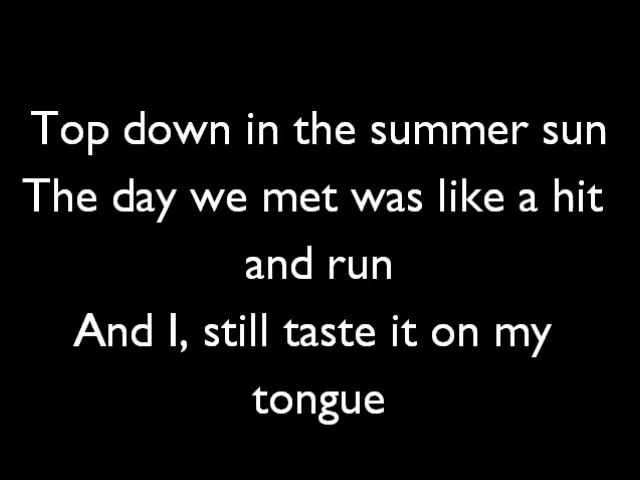 Top down in the summer sun
The day we met was like a hit
and run
And I, still taste it on my
tongue